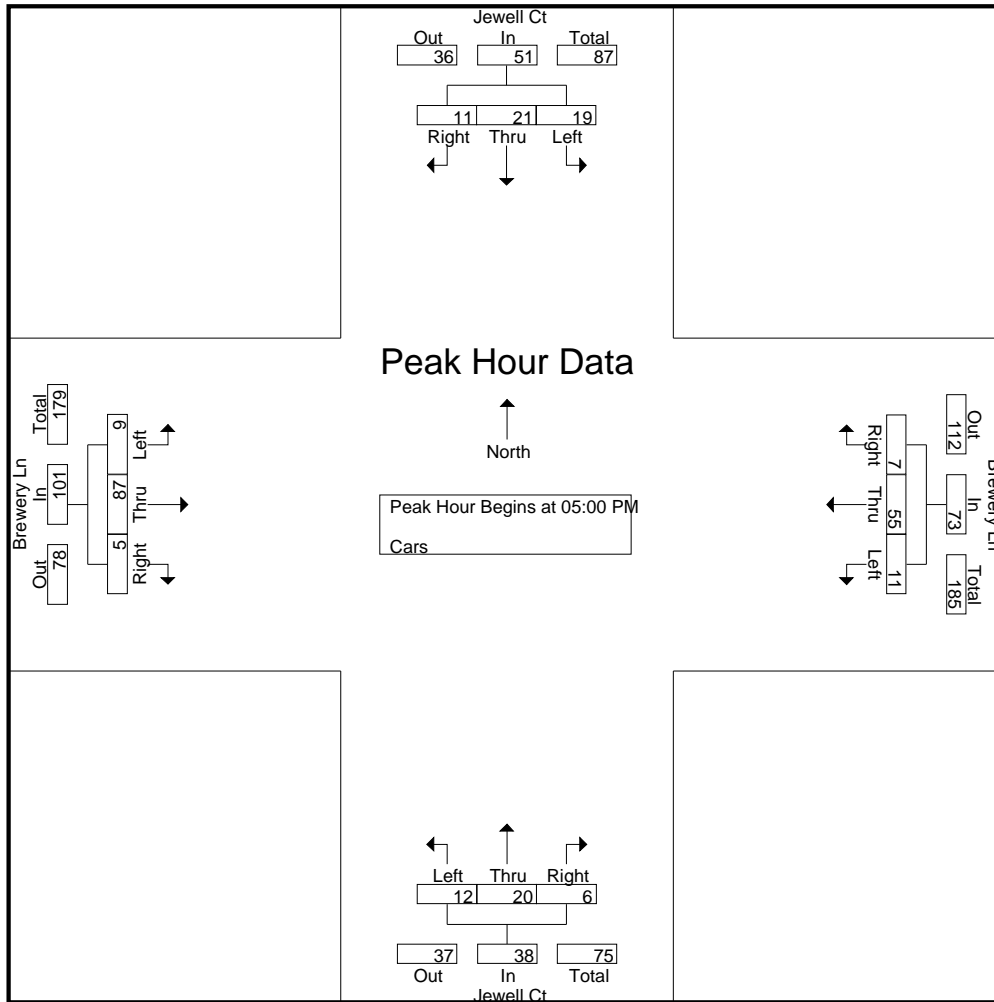 Jewell Ct
Out In Total
36 51 87
11 21 19
Right Thru Left
Peak Hour Data
North
Peak Hour Begins at 05:00 PM
Cars
Brewery Ln
Total In Out
179 101 78
9 87 5
Left Thru Right
Brewery Ln
Out In Total
112 73 185
7 55 11
Right Thru Left
Left Thru Right
12 20 6
37 38 75
Out In Total
Jewell Ct